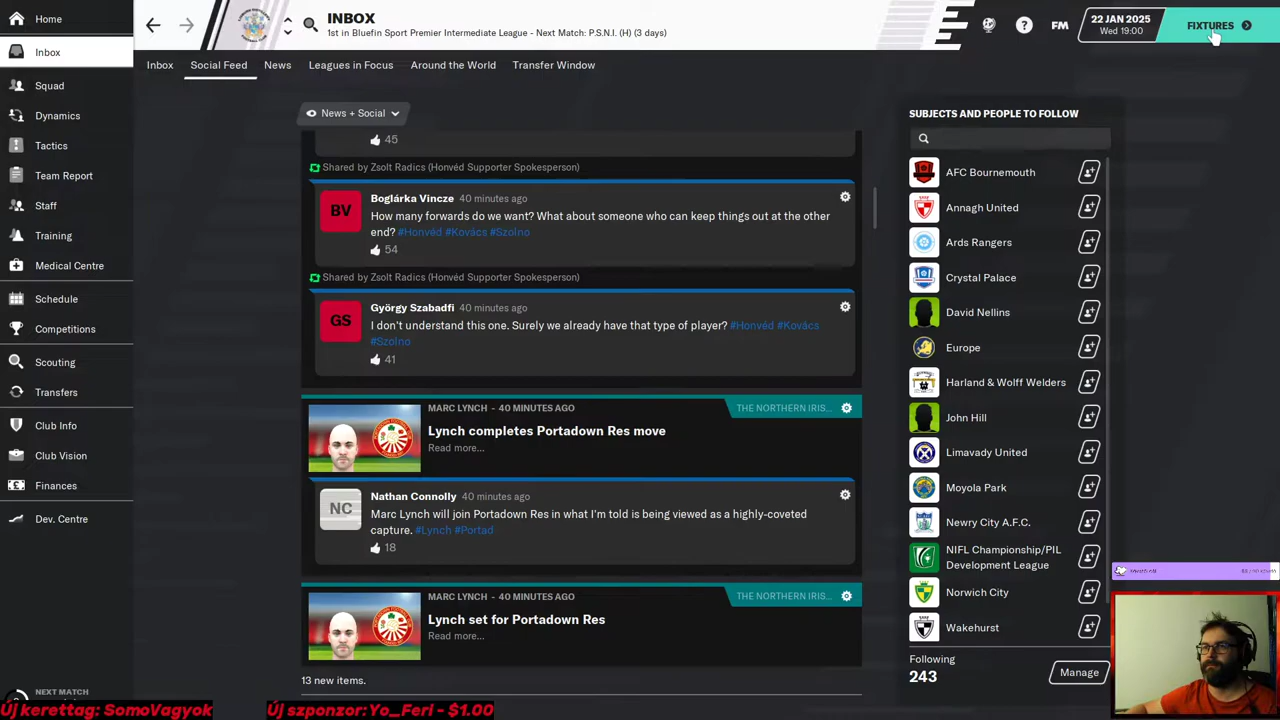 Home
INBOX
1st in Bluefin Sport Premier Intermediate League - Next Match: P.S.N.I. (H) (3 days)
FM
22 JAN 2025
Wed 19:00
FIXTURES
Inbox
Inbox
Social Feed
News
Leagues in Focus
Around the World
Transfer Window
Squad
Dynamics
Tactics
Team Report
Staff
Training
Medical Centre
Schedule
Competitions
Scouting
Transfers
Club Info
Club Vision
Finances
Dev. Centre
NEXT MATCH
News + Social
45
Shared by Zsolt Radics (Honvéd Supporter Spokesperson)
BV
40 minutes ago
How many forwards do we want? What about someone who can keep things out at the other
end? #Honvéd #Kovács #Szolno
54
Shared by Zsolt Radics (Honvéd Supporter Spokesperson)
GS
György Szabadfi 40 minutes ago
I don't understand this one. Surely we already have that type of player? #Honvéd #Kovács
#Szolno
41
MARC LYNCH - 40 MINUTES AGO
THE NORTHERN IRIS...
Lynch completes Portadown Res move
Read more...
NC
Nathan Connolly 40 minutes ago
Marc Lynch will join Portadown Res in what I'm told is being viewed as a highly-coveted
capture. #Lynch #Portad
18
MARC LYNCH - 40 MINUTES AGO
THE NORTHERN IRIS...
Lynch set for Portadown Res
Read more...
13 new items.
SUBJECTS AND PEOPLE TO FOLLOW
AFC Bournemouth
Annagh United
Ards Rangers
Crystal Palace
David Nellins
Europe
Harland & Wolff Welders
John Hill
Limavady United
Moyola Park
Newry City A.F.C.
NIFL Championship/PIL
Development League
Norwich City
Wakehurst
Following
243
Manage
Új kerettag: SomoVagyok
Új szponzor: Yo_Feri - $1.00